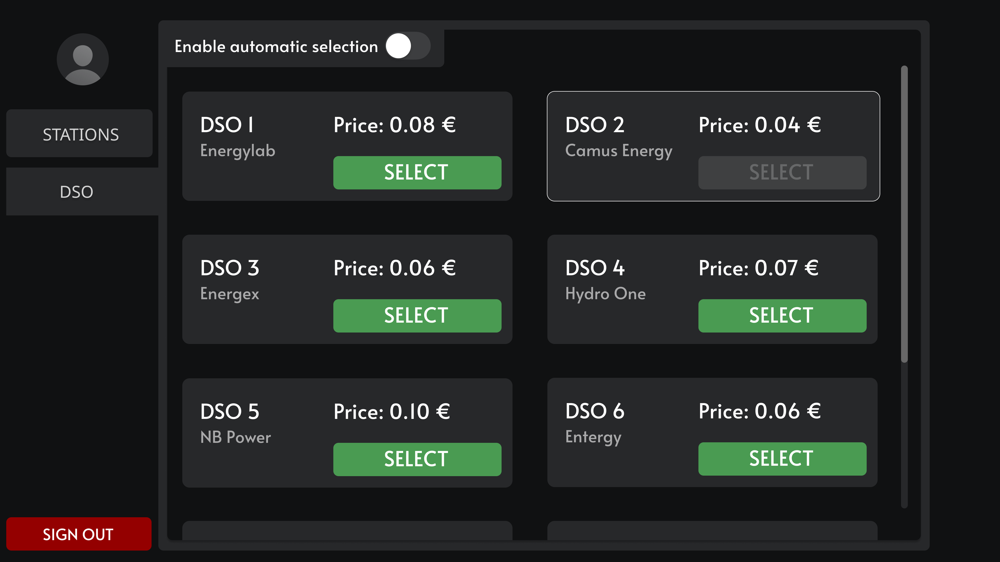 Enable automatic selection
STATIONS
DSO
SIGN OUT
DSO 1
Energylab
Price: 0.08 €
SELECT
DSO 2
Camus Energy
Price: 0.04 €
SELECT
DSO 3
Energex
Price: 0.06 €
SELECT
DSO 4
Hydro One
Price: 0.07 €
SELECT
DSO 5
NB Power
Price: 0.10 €
SELECT
DSO 6
Entergy
Price: 0.06 €
SELECT